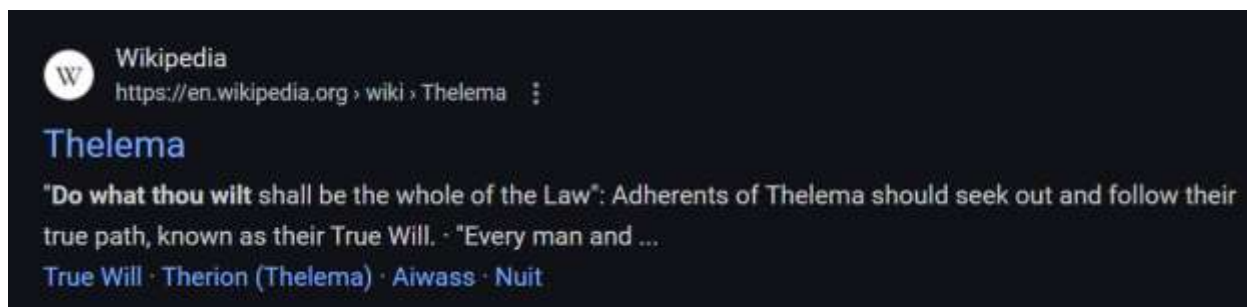 W
Wikipedia
https://en.wikipedia.org › wiki › Thelema
Thelema
"Do what thou wilt shall be the whole of the Law": Adherents of Thelema should seek out and follow their
true path, known as their True Will. · "Every man and ...
True Will · Therion (Thelema) · Aiwass · Nuit